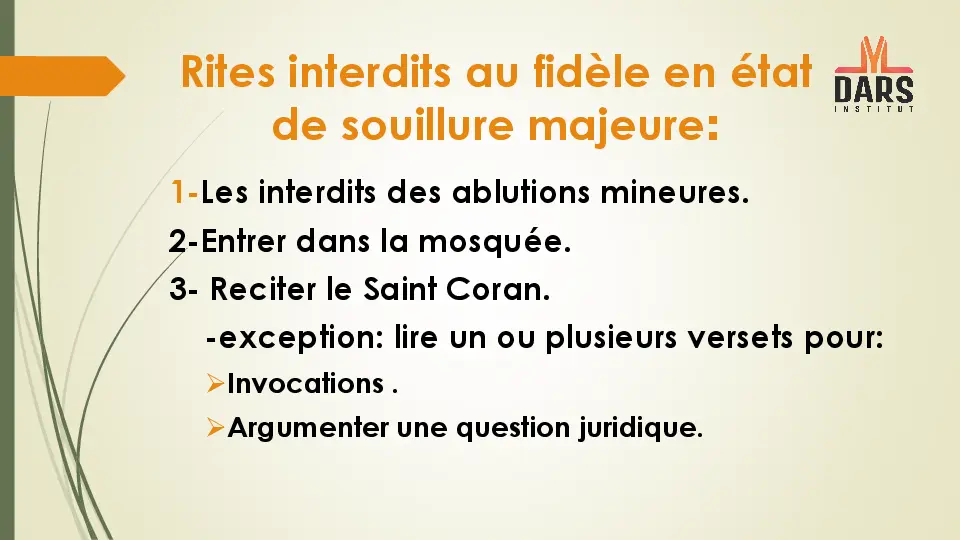 Rites interdits au fidèle en état
de souillure majeure:
DARS
INSTITUT
1-Les interdits des ablutions mineures.
2-Entrer dans la mosquée.
3- Reciter le Saint Coran.
-exception: lire un ou plusieurs versets pour:
➢Invocations .
➢Argumenter une question juridique.